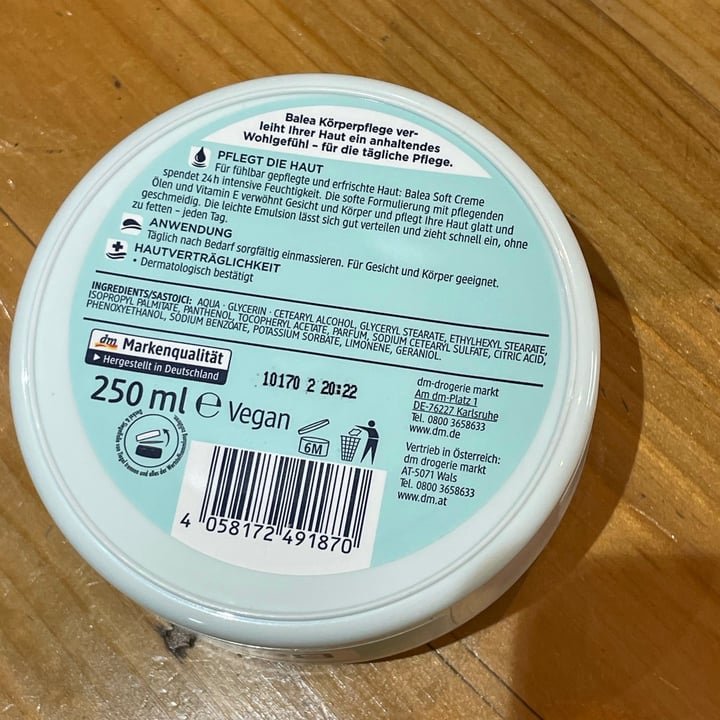 Balea Körperpflege ver-
leiht Ihrer Haut ein anhaltendes
Wohlgefühl – für die tägliche Pflege.
PFLEGT DIE HAUT
Für fühlbar gepflegte und erfrischte Haut: Balea Soft Creme
spendet 24h intensive Feuchtigkeit. Die softe Formulierung mit pflegenden
Ölen und Vitamin E verwöhnt Gesicht und Körper und pflegt Ihre Haut glatt und
geschmeidig. Die leichte Emulsion lässt sich gut verteilen und zieht schnell ein, ohne
zu fetten – jeden Tag.
ANWENDUNG
Täglich nach Bedarf sorgfältig einmassieren. Für Gesicht und Körper geeignet.
HAUTVERTRÄGLICHKEIT
• Dermatologisch bestätigt
INGREDIENTS/SASTOJCI: AQUA · GLYCERIN · CETEARYL ALCOHOL, GLYCERYL STEARATE, ETHYLHEXYL STEARATE,
ISOPROPYL PALMITATE, PANTHENOL, TOCOPHERYL ACETATE, PARFUM, SODIUM CETEARYL SULFATE, CITRIC ACID,
PHENOXYETHANOL, SODIUM BENZOATE, POTASSIUM SORBATE, LIMONENE, GERANIOL.
dm Markenqualität
Hergestellt in Deutschland
10170 2 20:22
250 ml e Vegan
6M
4 058172 491870
dm-drogerie markt
Am dm-Platz 1
DE-76227 Karlsruhe
Tel. 0800 3658633
www.dm.de
Vertrieb in Österreich:
dm drogerie markt
AT-5071 Wals
Tel. 0800 3658633
www.dm.at